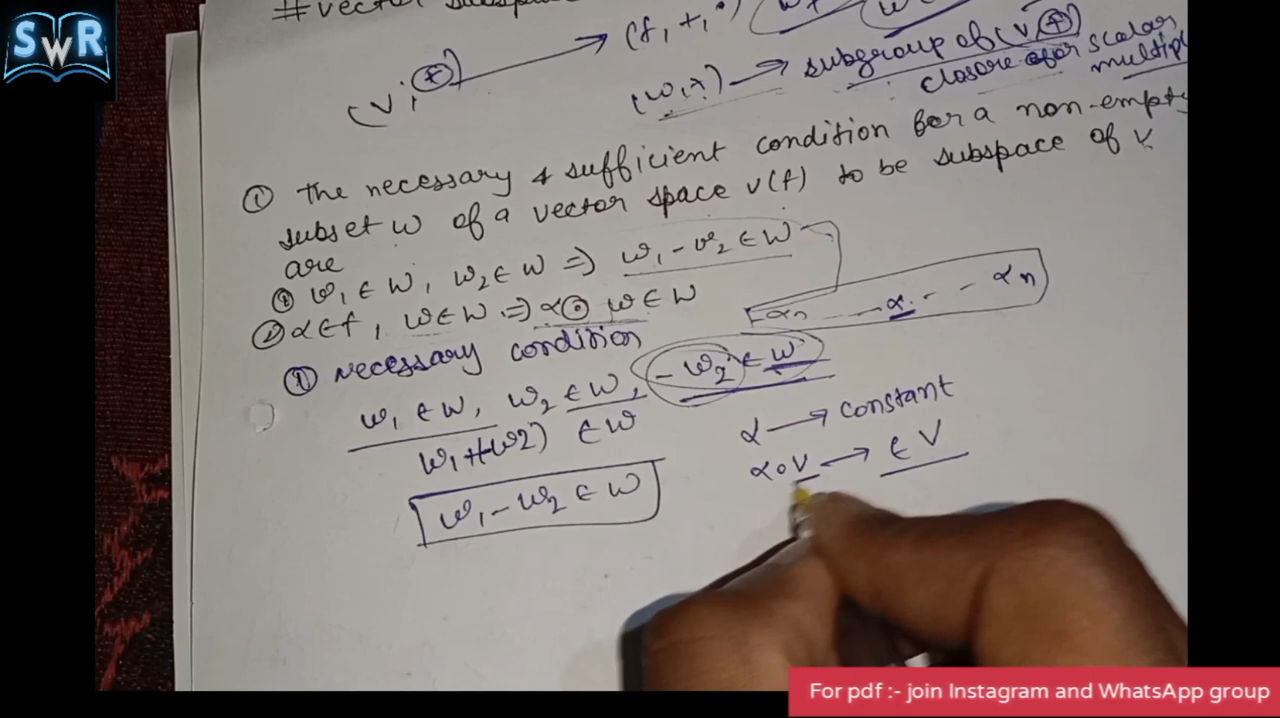 SWR
#vector
(V, +) → (f, +, •)
(W, +) → subgroup of (V, +)
closure for scalar
① The necessary & sufficient condition for a non-empty
subset W of a vector space V(f) to be subspace of V
are
① w₁ ∈ W, w₂ ∈ W ⇒ w₁ - w₂ ∈ W
② α ∈ f, w ∈ W ⇒ α ⊙ w ∈ W
αn --- α. - - αn
① Necessary condition
w₁ ∈ W, w₂ ∈ W, - w₂ ∈ W
α → constant
w₁ + (-w2) ∈ W
α o v → ∈ V
w₁ - w₂ ∈ W
For pdf :- join Instagram and WhatsApp group